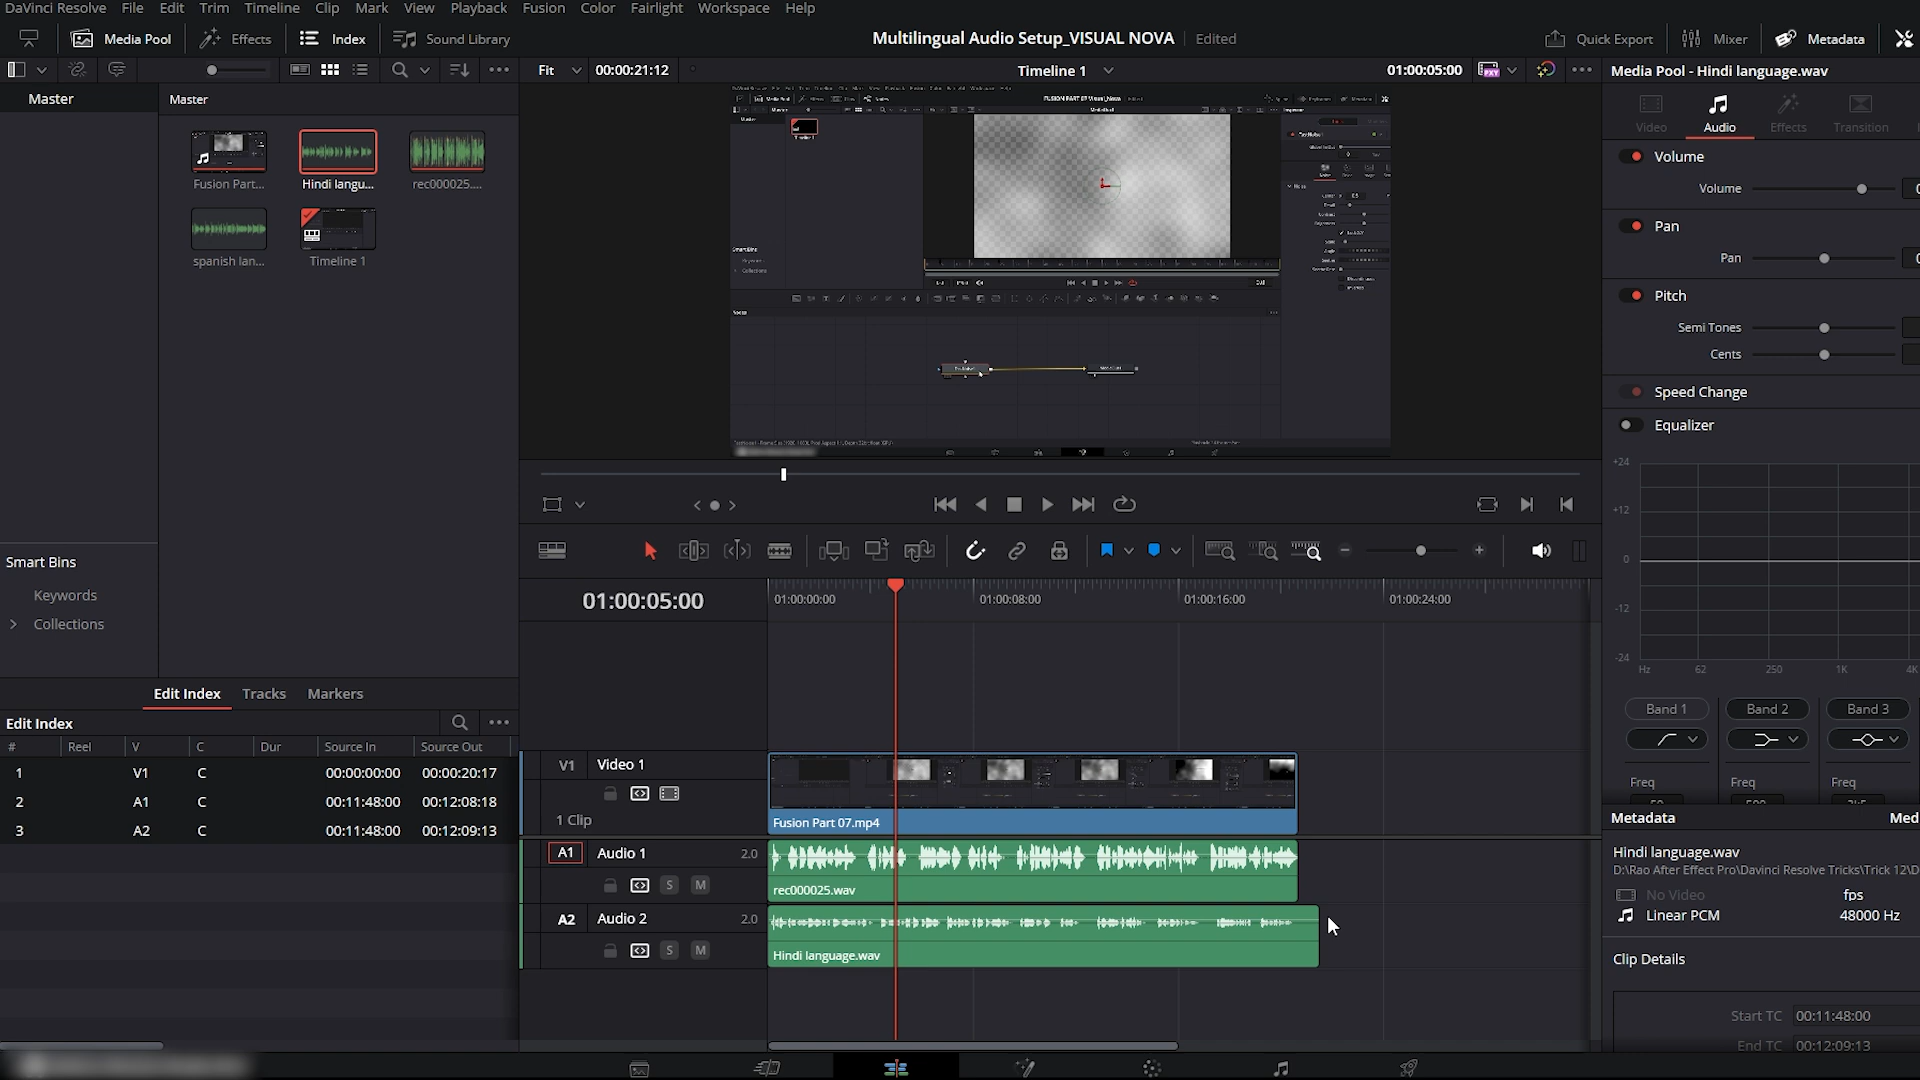 DaVinci Resolve File Edit Trim Timeline Clip Mark View Playback Fusion Color Fairlight Workspace Help
Media Pool Effects Index Sound Library Multilingual Audio Setup_VISUAL NOVA Edited Quick Export Mixer Metadata
Fit 00:00:21:12 Timeline 1 01:00:05:00 Media Pool - Hindi language.wav
Master Master
Video Audio Effects Transition
Fusion Part... Hindi langu... rec000025....
spanish lan... Timeline 1
Volume
Volume
Pan
Pan
Pitch
Semi Tones
Cents
Speed Change
Equalizer
+24
+12
0
-12
-24
Hz 62 250 1K 4K
Band 1 Band 2 Band 3
Freq Freq Freq
Smart Bins
Keywords
Collections
01:00:05:00 01:00:00:00 01:00:08:00 01:00:16:00 01:00:24:00
Edit Index Tracks Markers
Edit Index
# Reel V C Dur Source In Source Out
1 V1 C 00:00:00:00 00:00:20:17
2 A1 C 00:11:48:00 00:12:08:18
3 A2 C 00:11:48:00 00:12:09:13
V1 Video 1
1 Clip
Fusion Part 07.mp4
A1 Audio 1 2.0
S M
rec000025.wav
A2 Audio 2 2.0
S M
Hindi language.wav
Metadata Med
Hindi language.wav
D:\Rao After Effect Pro\Davinci Resolve Tricks\Trick 12\D
No Video fps
Linear PCM 48000 Hz
Clip Details
Start TC 00:11:48:00
End TC 00:12:09:13